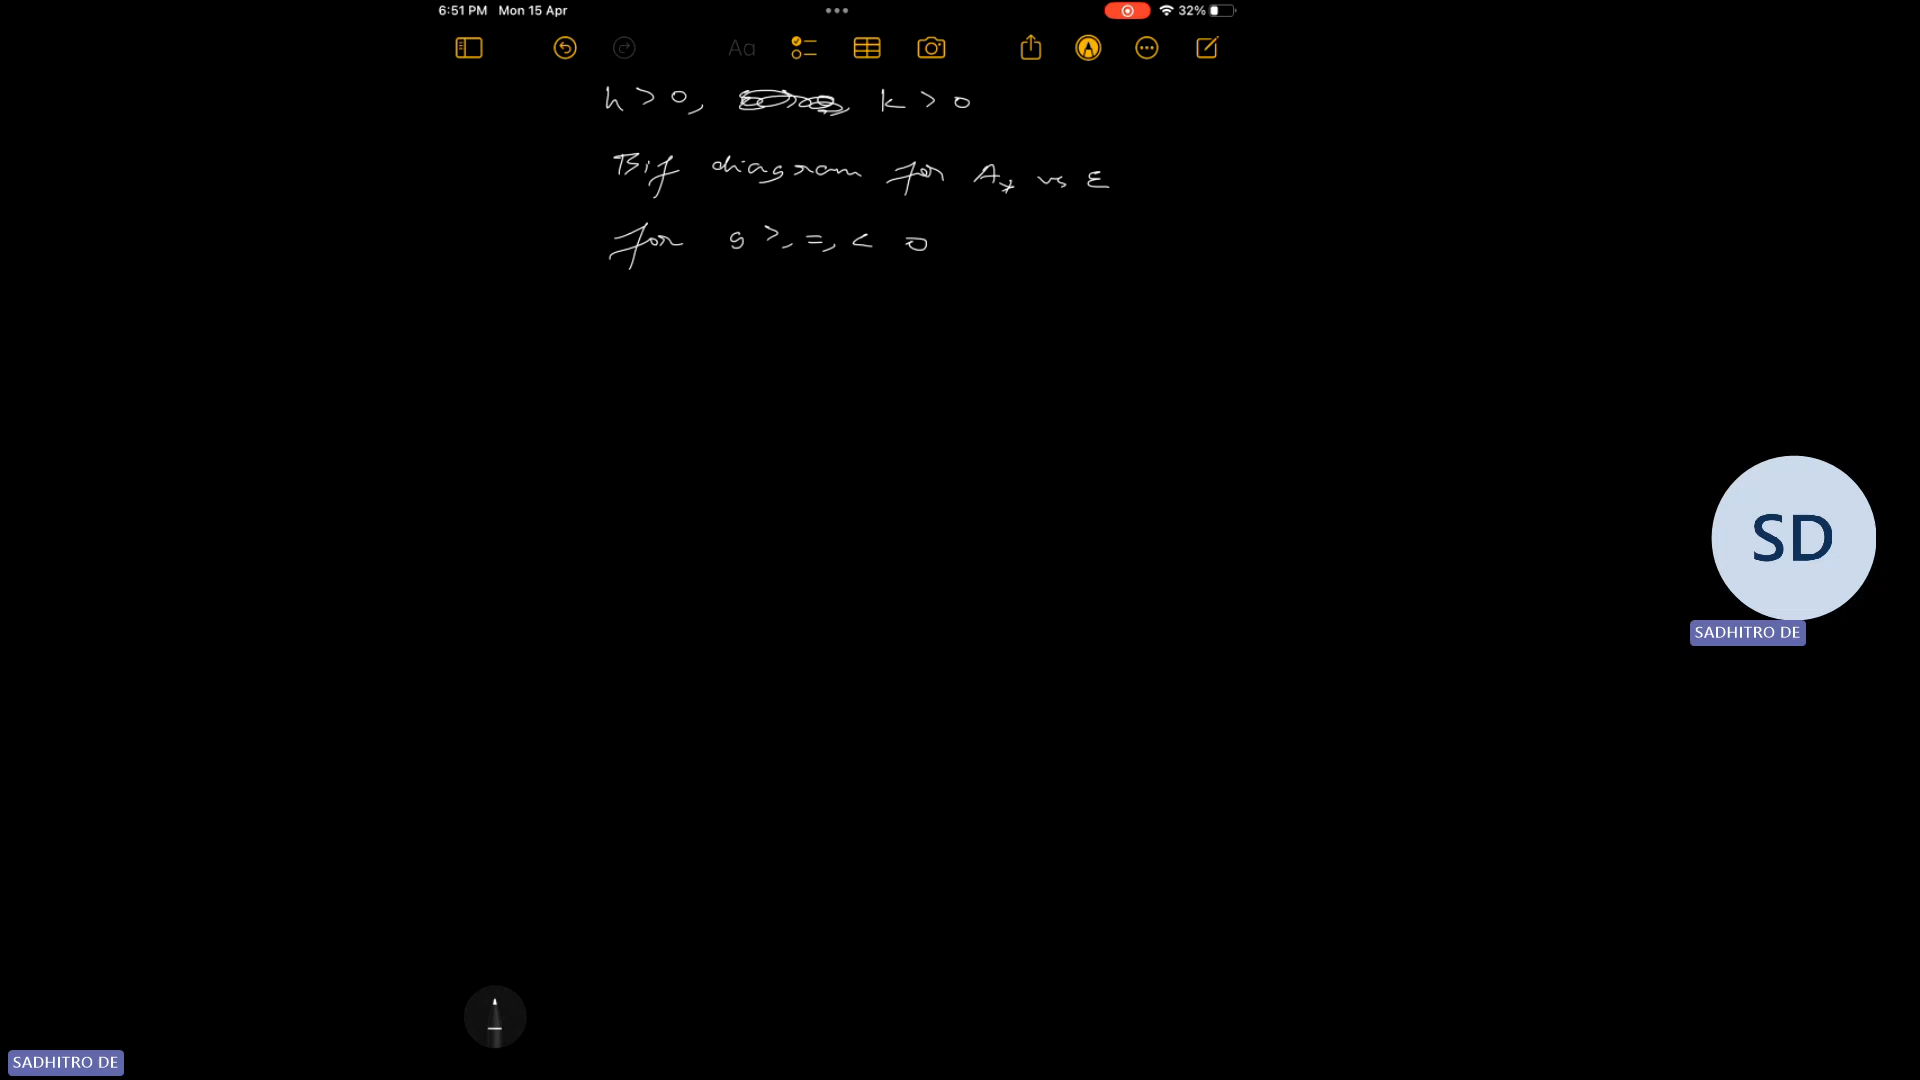 6:51 PM Mon 15 Apr
32%
Aa
h > 0, k > 0
Bif diagram for A* vs ε
for g >, =, < 0
SD
SADHITRO DE
SADHITRO DE